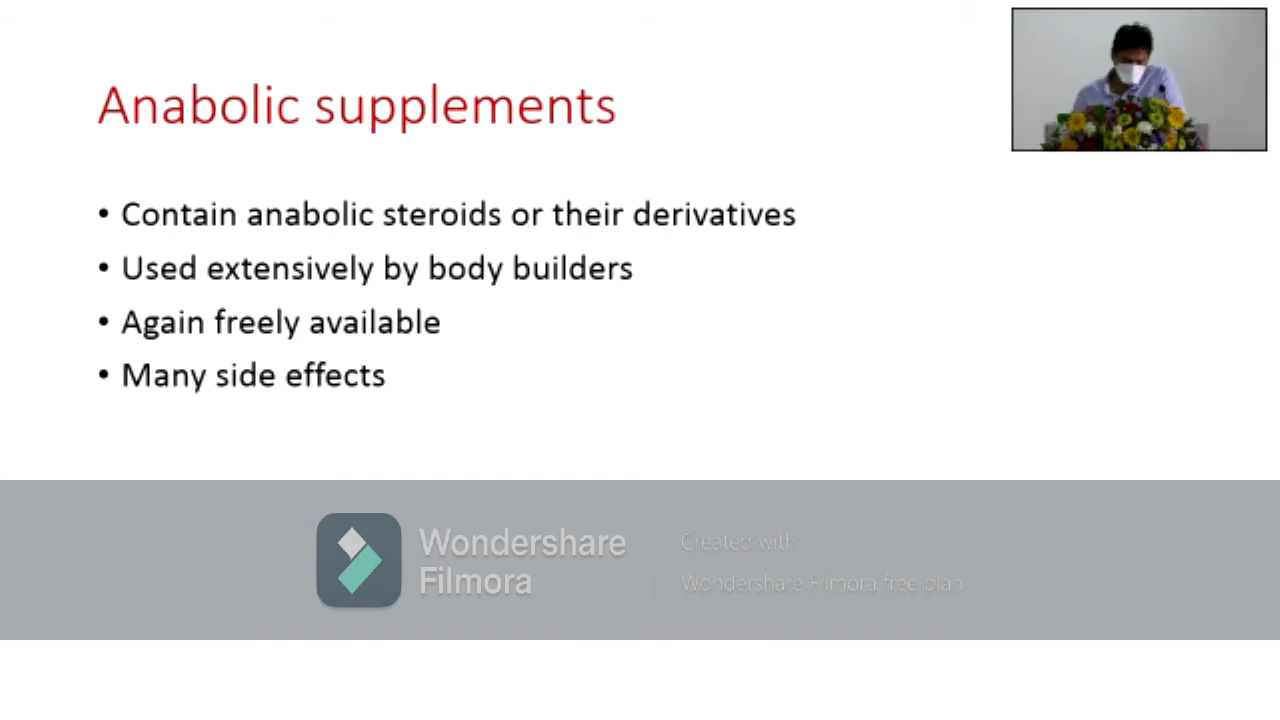 Anabolic supplements
• Contain anabolic steroids or their derivatives
• Used extensively by body builders
• Again freely available
• Many side effects
Wondershare
Filmora
Created with
Wondershare Filmora free plan